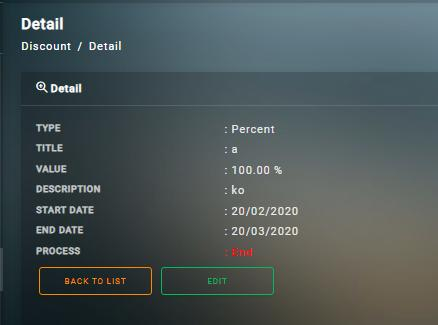 Detail
Discount / Detail
Detail
TYPE : Percent
TITLE : a
VALUE : 100.00 %
DESCRIPTION : ko
START DATE : 20/02/2020
END DATE : 20/03/2020
PROCESS : End
BACK TO LIST EDIT